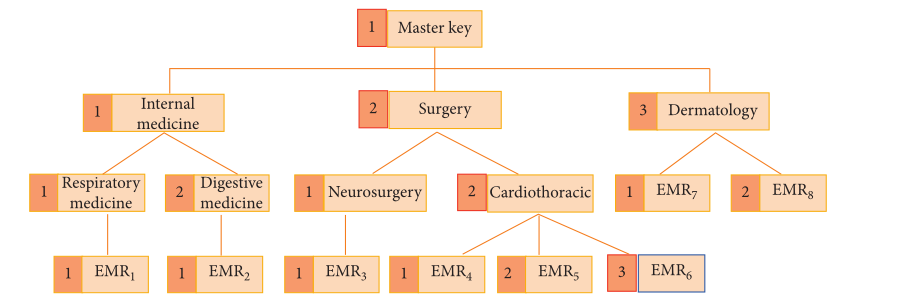 1 Master key
1 Internal
medicine
2 Surgery
3 Dermatology
1 Respiratory
medicine
2 Digestive
medicine
1 Neurosurgery
2 Cardiothoracic
1 EMR₇
2 EMR₈
1 EMR₁
1 EMR₂
1 EMR₃
1 EMR₄
2 EMR₅
3 EMR₆